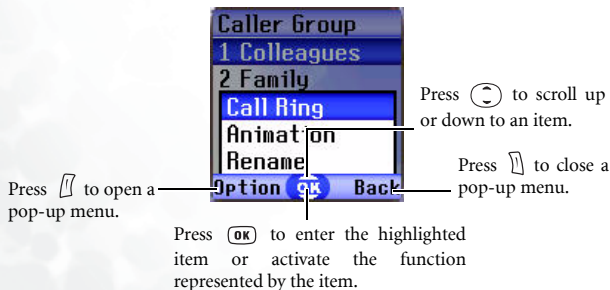 Caller Group
1 Colleagues
2 Family
Call Ring
Animation
Rename
Option OK Back
Press to scroll up
or down to an item.
Press to close a
pop-up menu.
Press to open a
pop-up menu.
Press OK to enter the highlighted
item or activate the function
represented by the item.